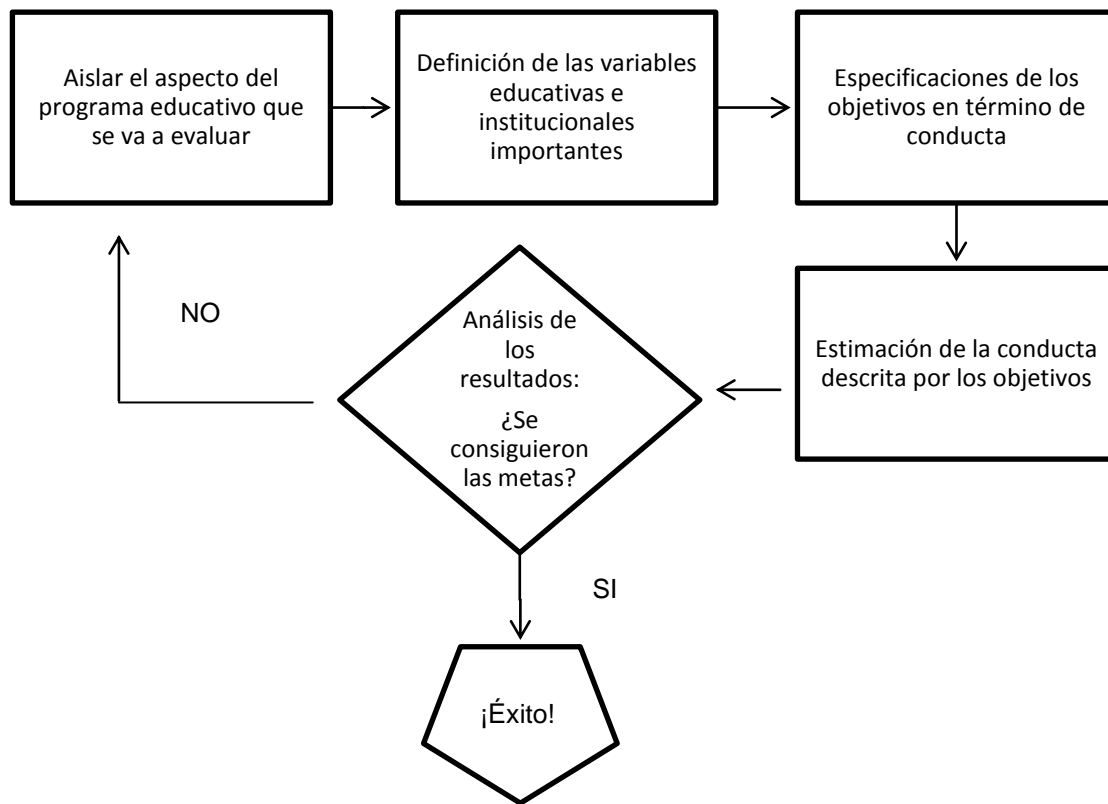 Aislar el aspecto del
programa educativo que
se va a evaluar
Definición de las variables
educativas e
institucionales
importantes
Especificaciones de los
objetivos en término de
conducta
Estimación de la conducta
descrita por los objetivos
Análisis de
los
resultados:
¿Se
consiguieron
las metas?
NO
SI
¡Éxito!